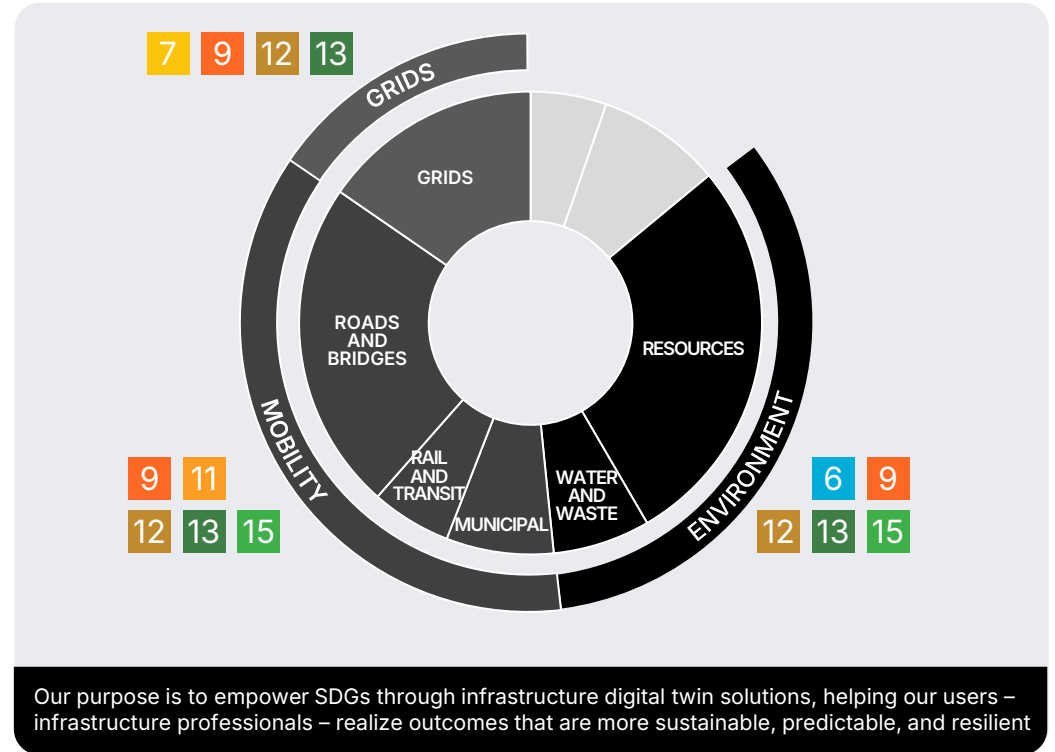 7 9 12 13
GRIDS
GRIDS
ROADS
AND
BRIDGES
RESOURCES
MOBILITY
ENVIRONMENT
RAIL
AND
TRANSIT
MUNICIPAL
WATER
AND
WASTE
9 11
12 13 15
6 9
12 13 15
Our purpose is to empower SDGs through infrastructure digital twin solutions, helping our users –
infrastructure professionals – realize outcomes that are more sustainable, predictable, and resilient